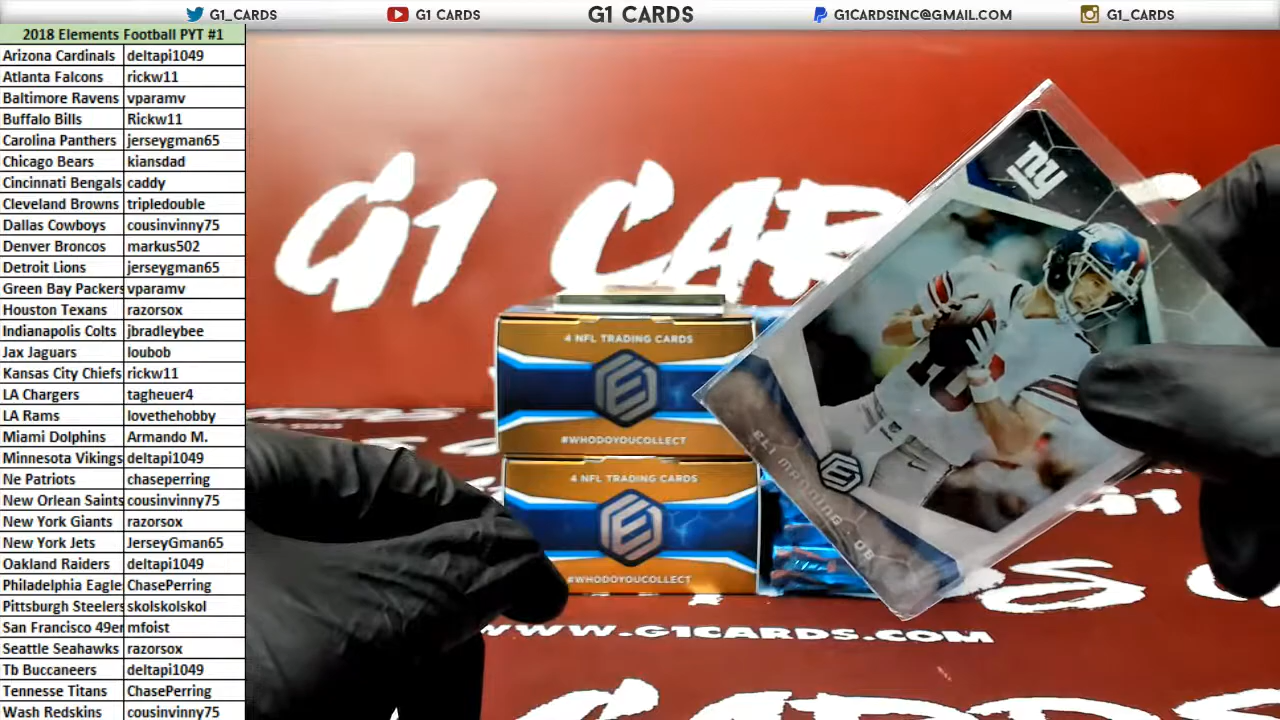 G1_CARDS
G1 CARDS
G1 CARDS
G1CARDSINC@GMAIL.COM
G1_CARDS
2018 Elements Football PYT #1
Arizona Cardinals deltapi1049
Atlanta Falcons rickw11
Baltimore Ravens vparamv
Buffalo Bills Rickw11
Carolina Panthers jerseygman65
Chicago Bears kiansdad
Cincinnati Bengals caddy
Cleveland Browns tripledouble
Dallas Cowboys cousinvinny75
Denver Broncos markus502
Detroit Lions jerseygman65
Green Bay Packers vparamv
Houston Texans razorsox
Indianapolis Colts jbradleybee
Jax Jaguars loubob
Kansas City Chiefs rickw11
LA Chargers tagheuer4
LA Rams lovethehobby
Miami Dolphins Armando M.
Minnesota Vikings deltapi1049
Ne Patriots chaseperring
New Orlean Saints cousinvinny75
New York Giants razorsox
New York Jets JerseyGman65
Oakland Raiders deltapi1049
Philadelphia Eagle ChasePerring
Pittsburgh Steelers skolskolskol
San Francisco 49er mfoist
Seattle Seahawks razorsox
Tb Buccaneers deltapi1049
Tennesse Titans ChasePerring
Wash Redskins cousinvinny75
G1 CARDS
ny
ELI MANNING • QB
4 NFL TRADING CARDS
#WHODOYOUCOLLECT
4 NFL TRADING CARDS
#WHODOYOUCOLLECT
WWW.G1CARDS.COM